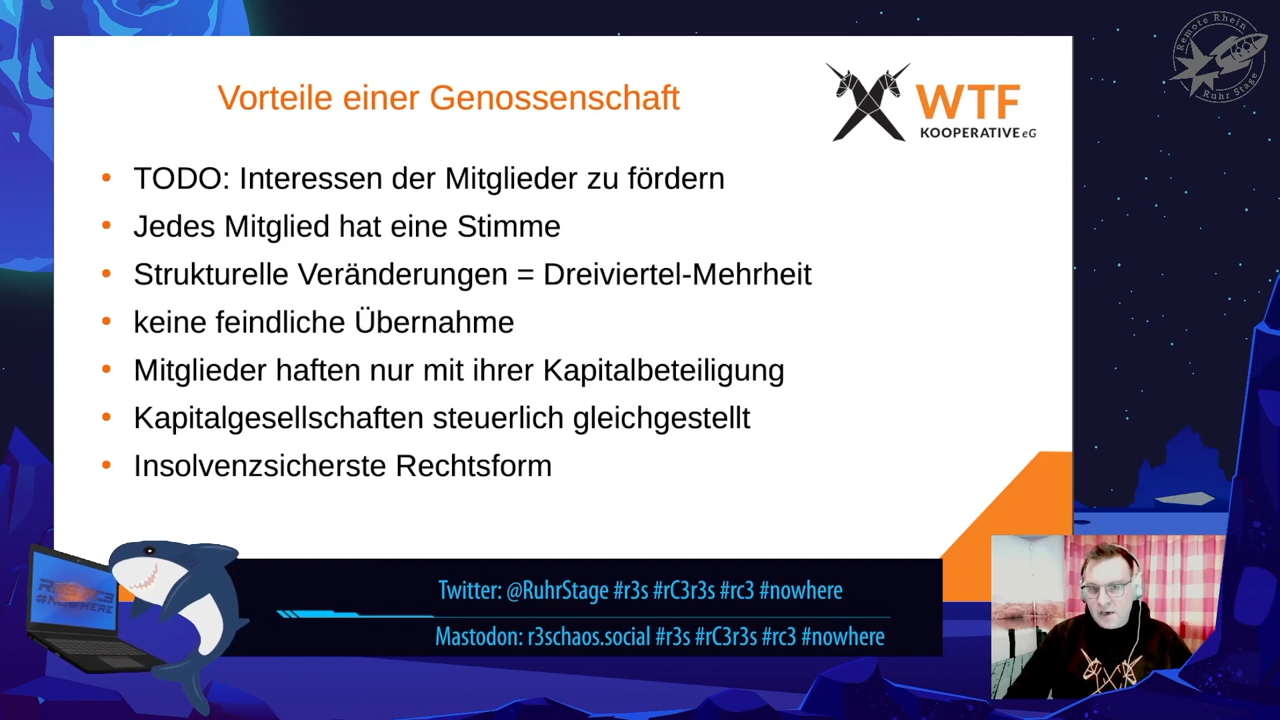 Remote Rhein
Ruhr Stage
Vorteile einer Genossenschaft
WTF
KOOPERATIVE eG
TODO: Interessen der Mitglieder zu fördern
Jedes Mitglied hat eine Stimme
Strukturelle Veränderungen = Dreiviertel-Mehrheit
keine feindliche Übernahme
Mitglieder haften nur mit ihrer Kapitalbeteiligung
Kapitalgesellschaften steuerlich gleichgestellt
Insolvenzsicherste Rechtsform
#NOWHERE
Twitter: @RuhrStage #r3s #rC3r3s #rc3 #nowhere
Mastodon: r3schaos.social #r3s #rC3r3s #rc3 #nowhere